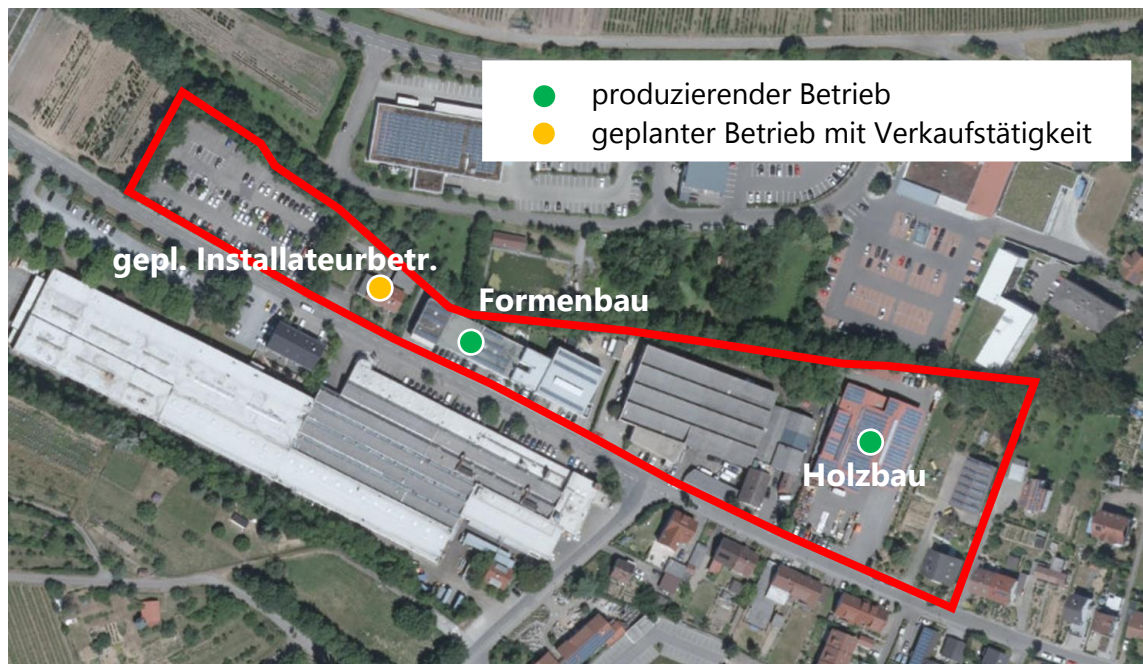 produzierender Betrieb
geplanter Betrieb mit Verkaufstätigkeit
gepl. Installateurbetr.
Formenbau
Holzbau